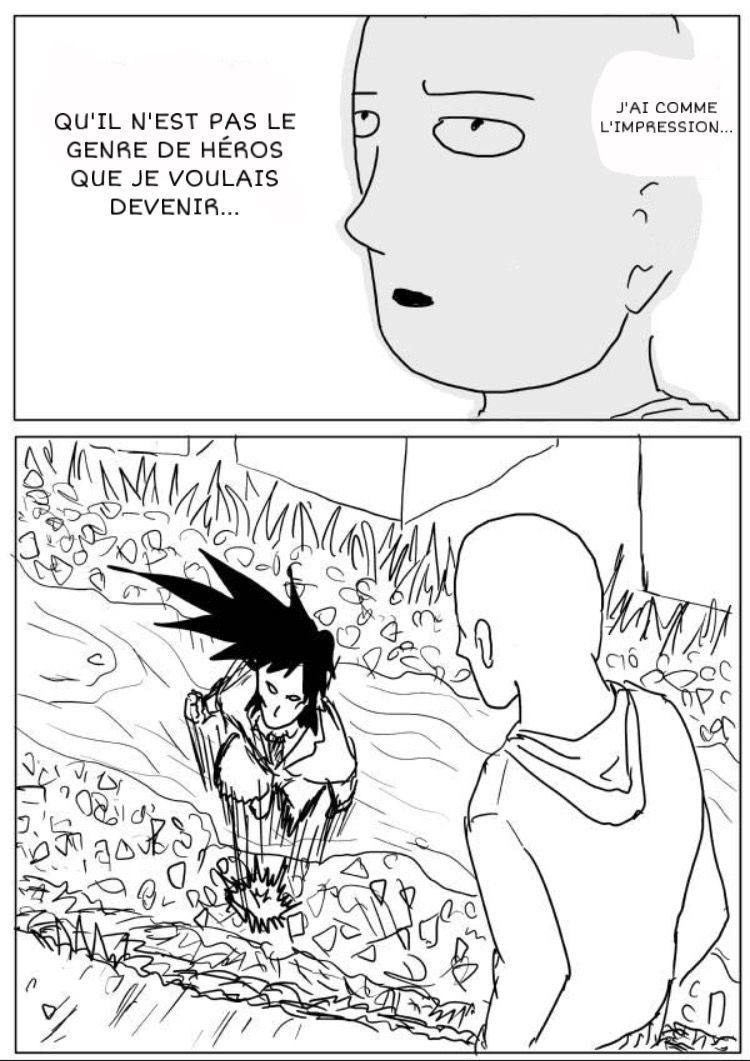 J'AI COMME
L'IMPRESSION...
QU'IL N'EST PAS LE
GENRE DE HÉROS
QUE JE VOULAIS
DEVENIR...